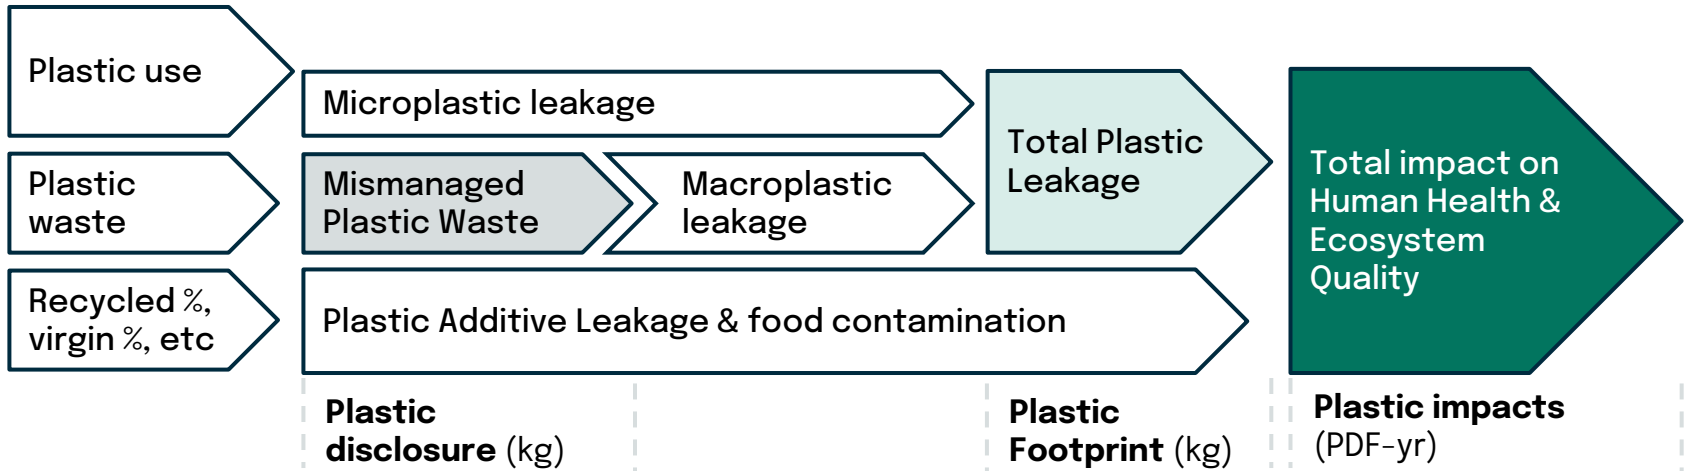 Plastic use
Plastic
waste
Recycled %,
virgin %, etc
Microplastic leakage
Mismanaged
Plastic Waste
Macroplastic
leakage
Plastic Additive Leakage & food contamination
Total Plastic
Leakage
Total impact on
Human Health &
Ecosystem
Quality
Plastic
disclosure (kg)
Plastic
Footprint (kg)
Plastic impacts
(PDF-yr)